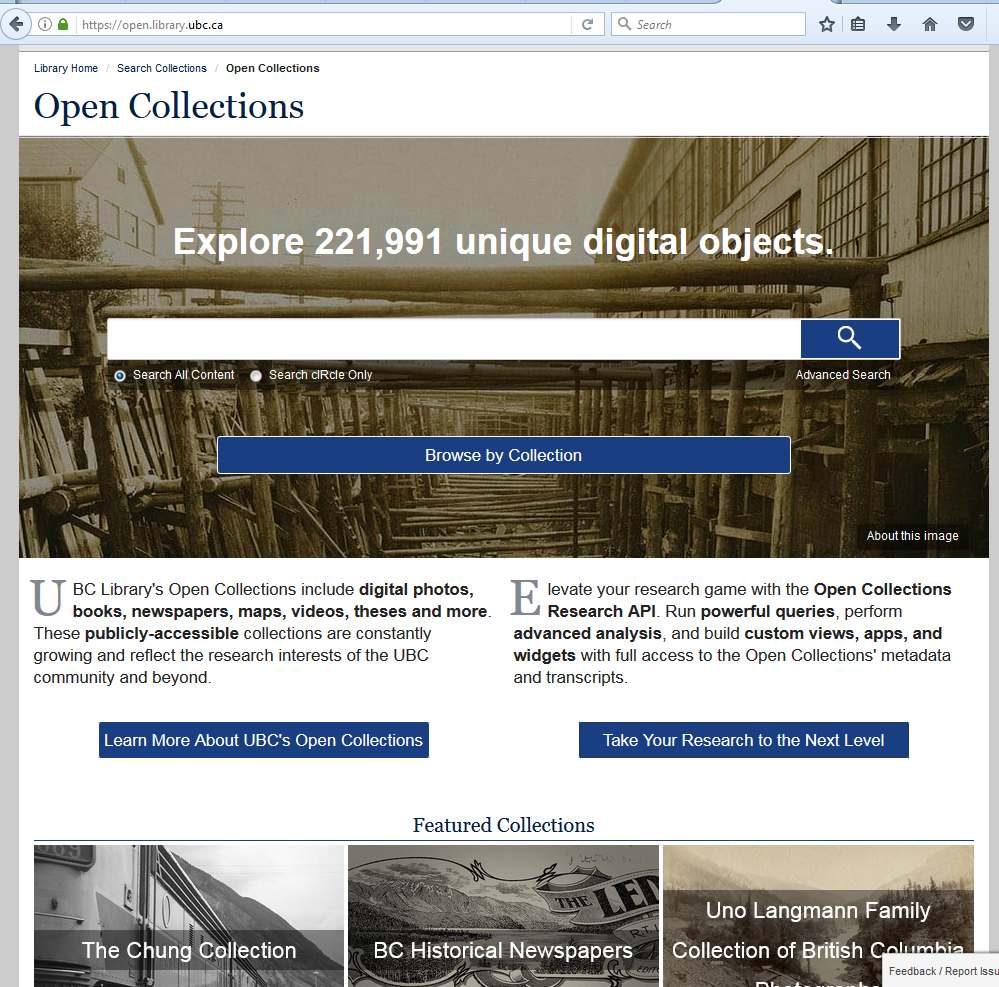 https://open.library.ubc.ca
Search
Library Home / Search Collections / Open Collections
Open Collections
Explore 221,991 unique digital objects.
Search All Content
Search cIRcle Only
Advanced Search
Browse by Collection
About this image
UBC Library's Open Collections include digital photos,
books, newspapers, maps, videos, theses and more.
These publicly-accessible collections are constantly
growing and reflect the research interests of the UBC
community and beyond.
Elevate your research game with the Open Collections
Research API. Run powerful queries, perform
advanced analysis, and build custom views, apps, and
widgets with full access to the Open Collections' metadata
and transcripts.
Learn More About UBC's Open Collections
Take Your Research to the Next Level
Featured Collections
THE LED
The Chung Collection
BC Historical Newspapers
Uno Langmann Family
Collection of British Columbia
Photographs
Feedback / Report Issu